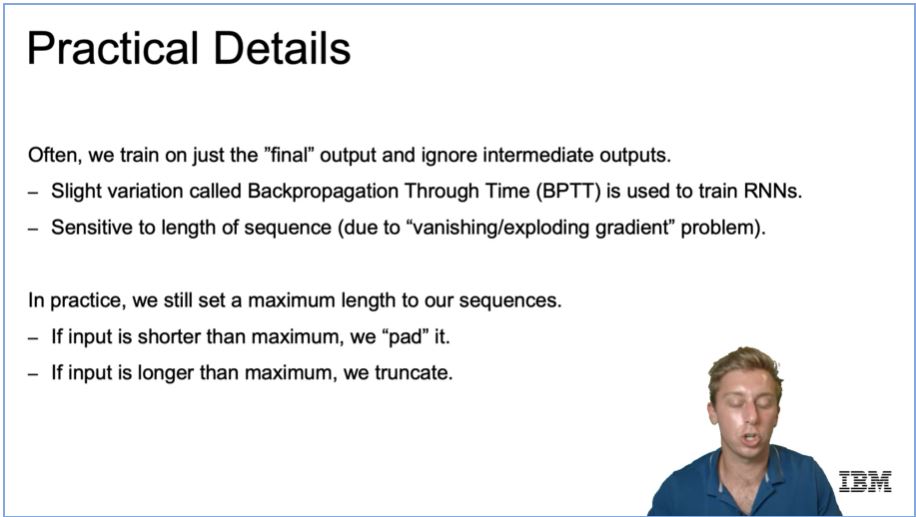 Practical Details
Often, we train on just the ”final” output and ignore intermediate outputs.
– Slight variation called Backpropagation Through Time (BPTT) is used to train RNNs.
– Sensitive to length of sequence (due to “vanishing/exploding gradient” problem).
In practice, we still set a maximum length to our sequences.
– If input is shorter than maximum, we “pad” it.
– If input is longer than maximum, we truncate.
IBM